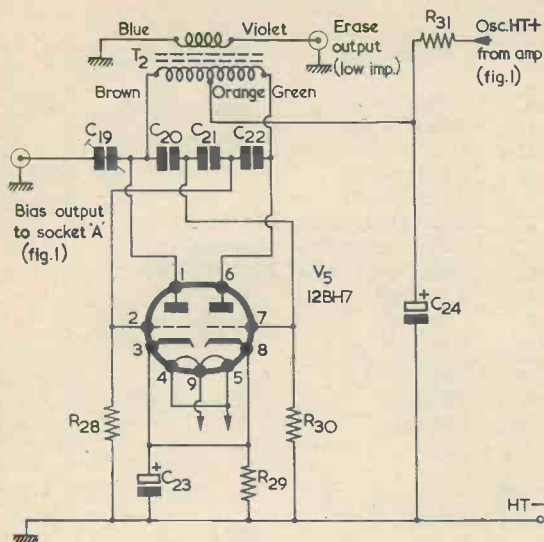 Blue
Violet
Erase
output
(low imp.)
T2
Brown
Orange
Green
R31
Osc.HT+
from amp
(fig.1)
C19
C20
C21
C22
Bias output
to socket 'A'
(fig.1)
1
6
V5
12BH7
2
7
3
8
4
9
5
+
C24
R28
R30
+
C23
R29
HT–